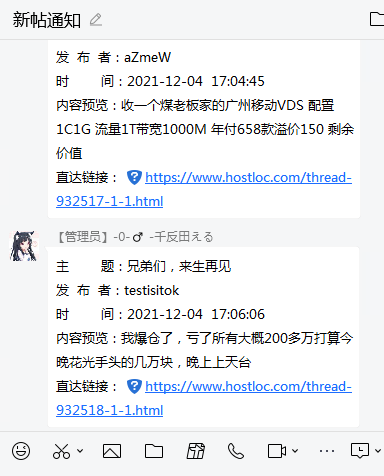 新帖通知
发 布 者：aZmeW
时 间：2021-12-04 17:04:45
内容预览：收一个煤老板家的广州移动VDS 配置
1C1G 流量1T带宽1000M 年付658款溢价150 剩余
价值
直达链接： https://www.hostloc.com/thread-
932517-1-1.html
【管理员】-0-♂ -千反田える
主 题：兄弟们，来生再见
发 布 者：testisitok
时 间：2021-12-04 17:06:06
内容预览：我爆仓了，亏了所有大概200多万打算今
晚花光手头的几万块，晚上上天台
直达链接： https://www.hostloc.com/thread-
932518-1-1.html